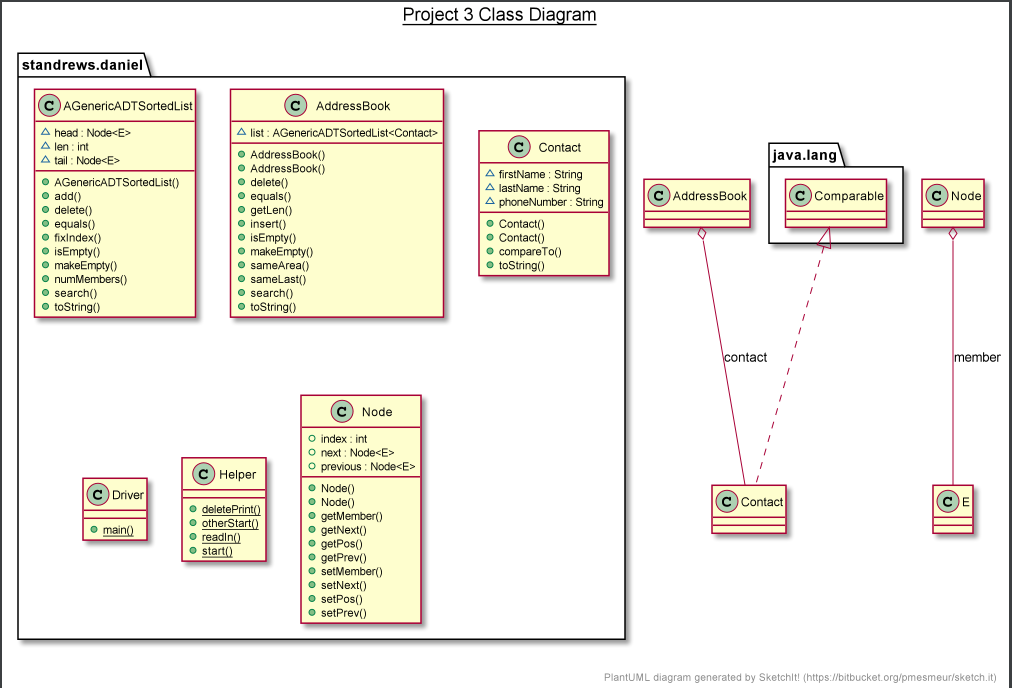 Project 3 Class Diagram
standrews.daniel
C AGenericADTSortedList
head : Node<E>
len : int
tail : Node<E>
AGenericADTSortedList()
add()
delete()
equals()
fixIndex()
isEmpty()
makeEmpty()
numMembers()
search()
toString()
C AddressBook
list : AGenericADTSortedList<Contact>
AddressBook()
AddressBook()
delete()
equals()
getLen()
insert()
isEmpty()
makeEmpty()
sameArea()
sameLast()
search()
toString()
C Contact
firstName : String
lastName : String
phoneNumber : String
Contact()
Contact()
compareTo()
toString()
C Driver
main()
C Helper
deletePrint()
otherStart()
readIn()
start()
C Node
index : int
next : Node<E>
previous : Node<E>
Node()
Node()
getMember()
getNext()
getPos()
getPrev()
setMember()
setNext()
setPos()
setPrev()
C AddressBook
java.lang
C Comparable
C Node
contact
member
C Contact
C E
PlantUML diagram generated by SketchIt! (https://bitbucket.org/pmesmeur/sketch.it)